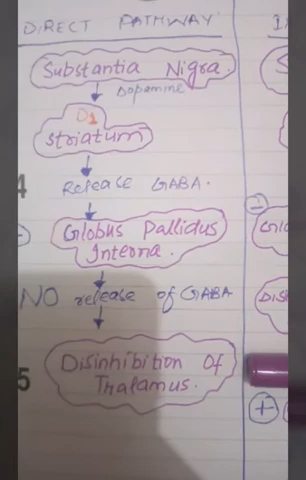 DIRECT PATHWAY
Substantia Nigra
Dopamine
D1
Striatum
Release GABA.
Globus Pallidus
Interna.
NO release of GABA
Disinhibition Of
Thalamus.
4
5